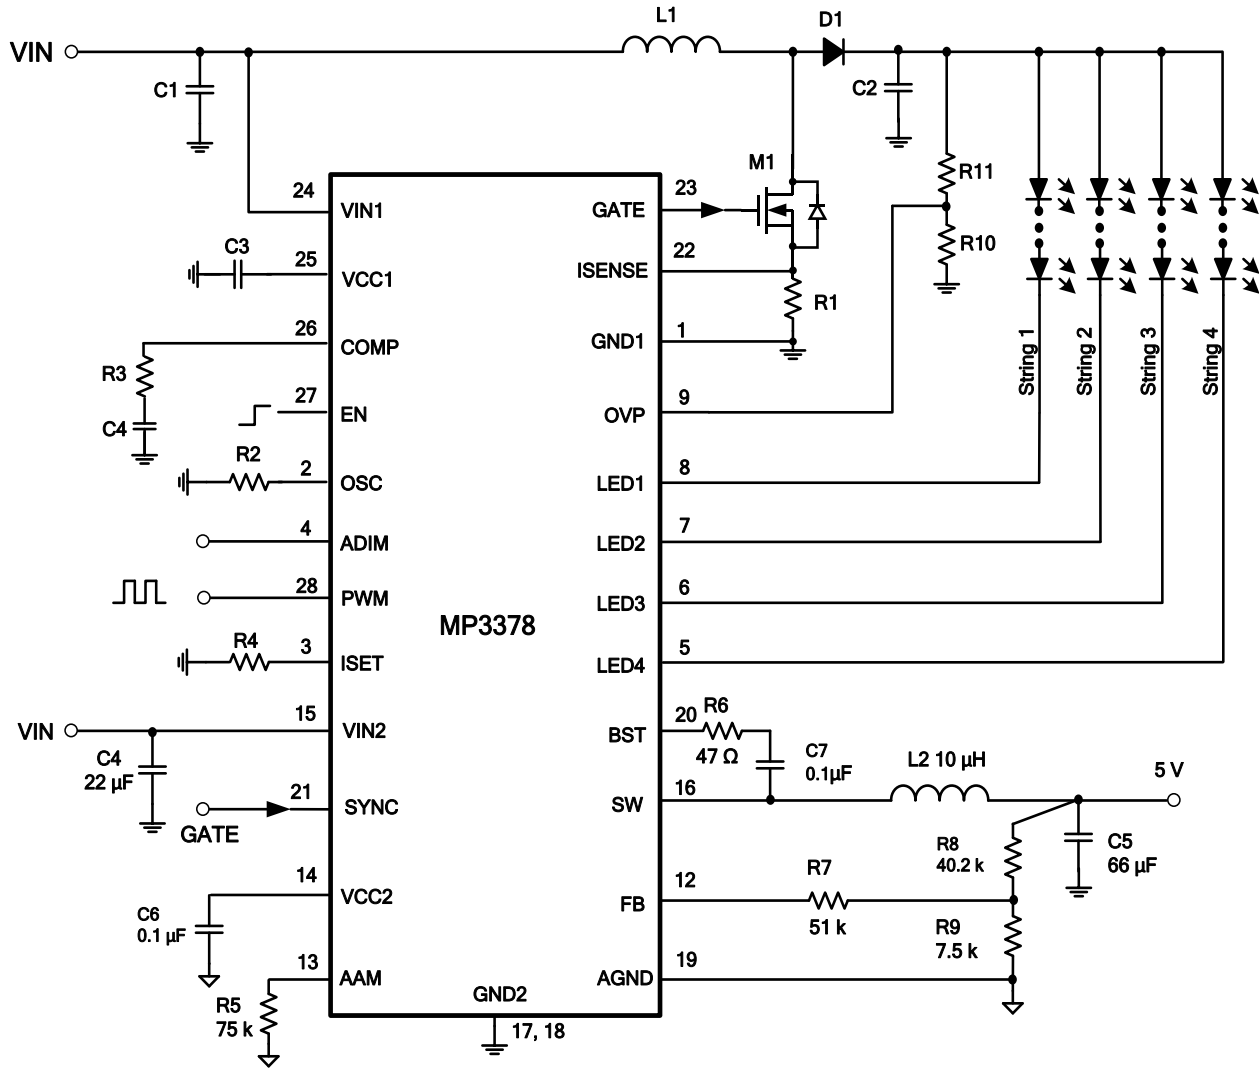 L1
D1
VIN
C1
C2
M1
R11
24
VIN1
23
GATE
C3
25
VCC1
22
ISENSE
R10
R1
26
COMP
1
GND1
R3
C4
27
EN
9
OVP
String 1
String 2
String 3
String 4
R2
2
OSC
8
LED1
4
ADIM
7
LED2
28
PWM
6
LED3
MP3378
R4
3
ISET
5
LED4
VIN
15
VIN2
20
BST
R6
47 Ω
C4
22 µF
C7
0.1µF
L2 10 µH
5 V
21
SYNC
GATE
16
SW
R8
40.2 k
C5
66 µF
14
VCC2
12
FB
R7
51 k
C6
0.1 µF
R9
7.5 k
13
AAM
19
AGND
R5
75 k
GND2
17, 18